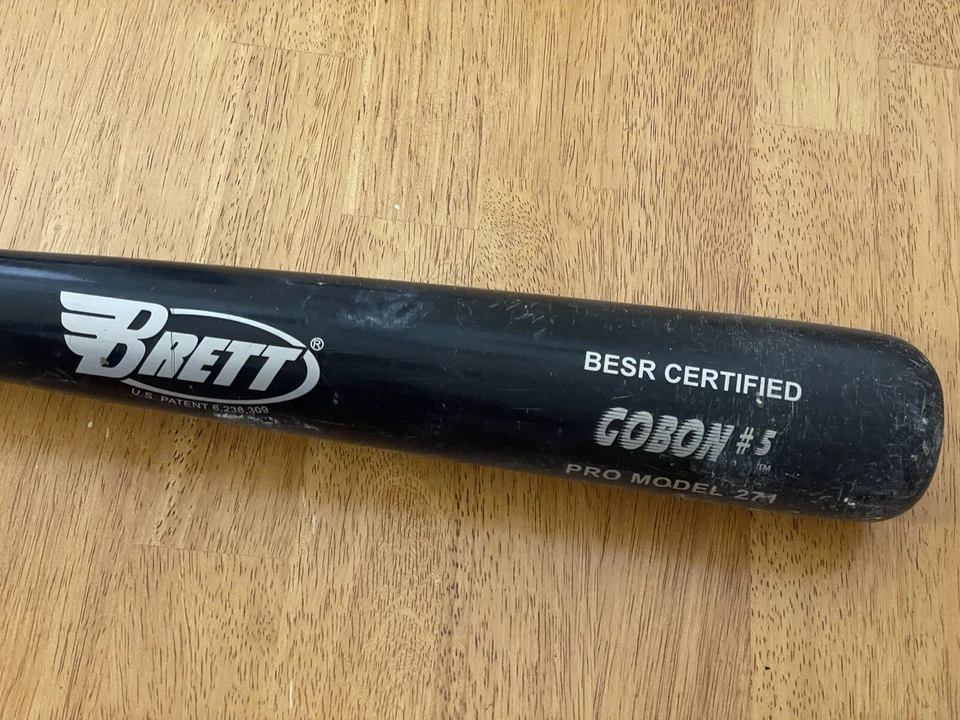 BRETT®
U.S. PATENT 6,238,309
BESR CERTIFIED
GOBON #5™
PRO MODEL 271